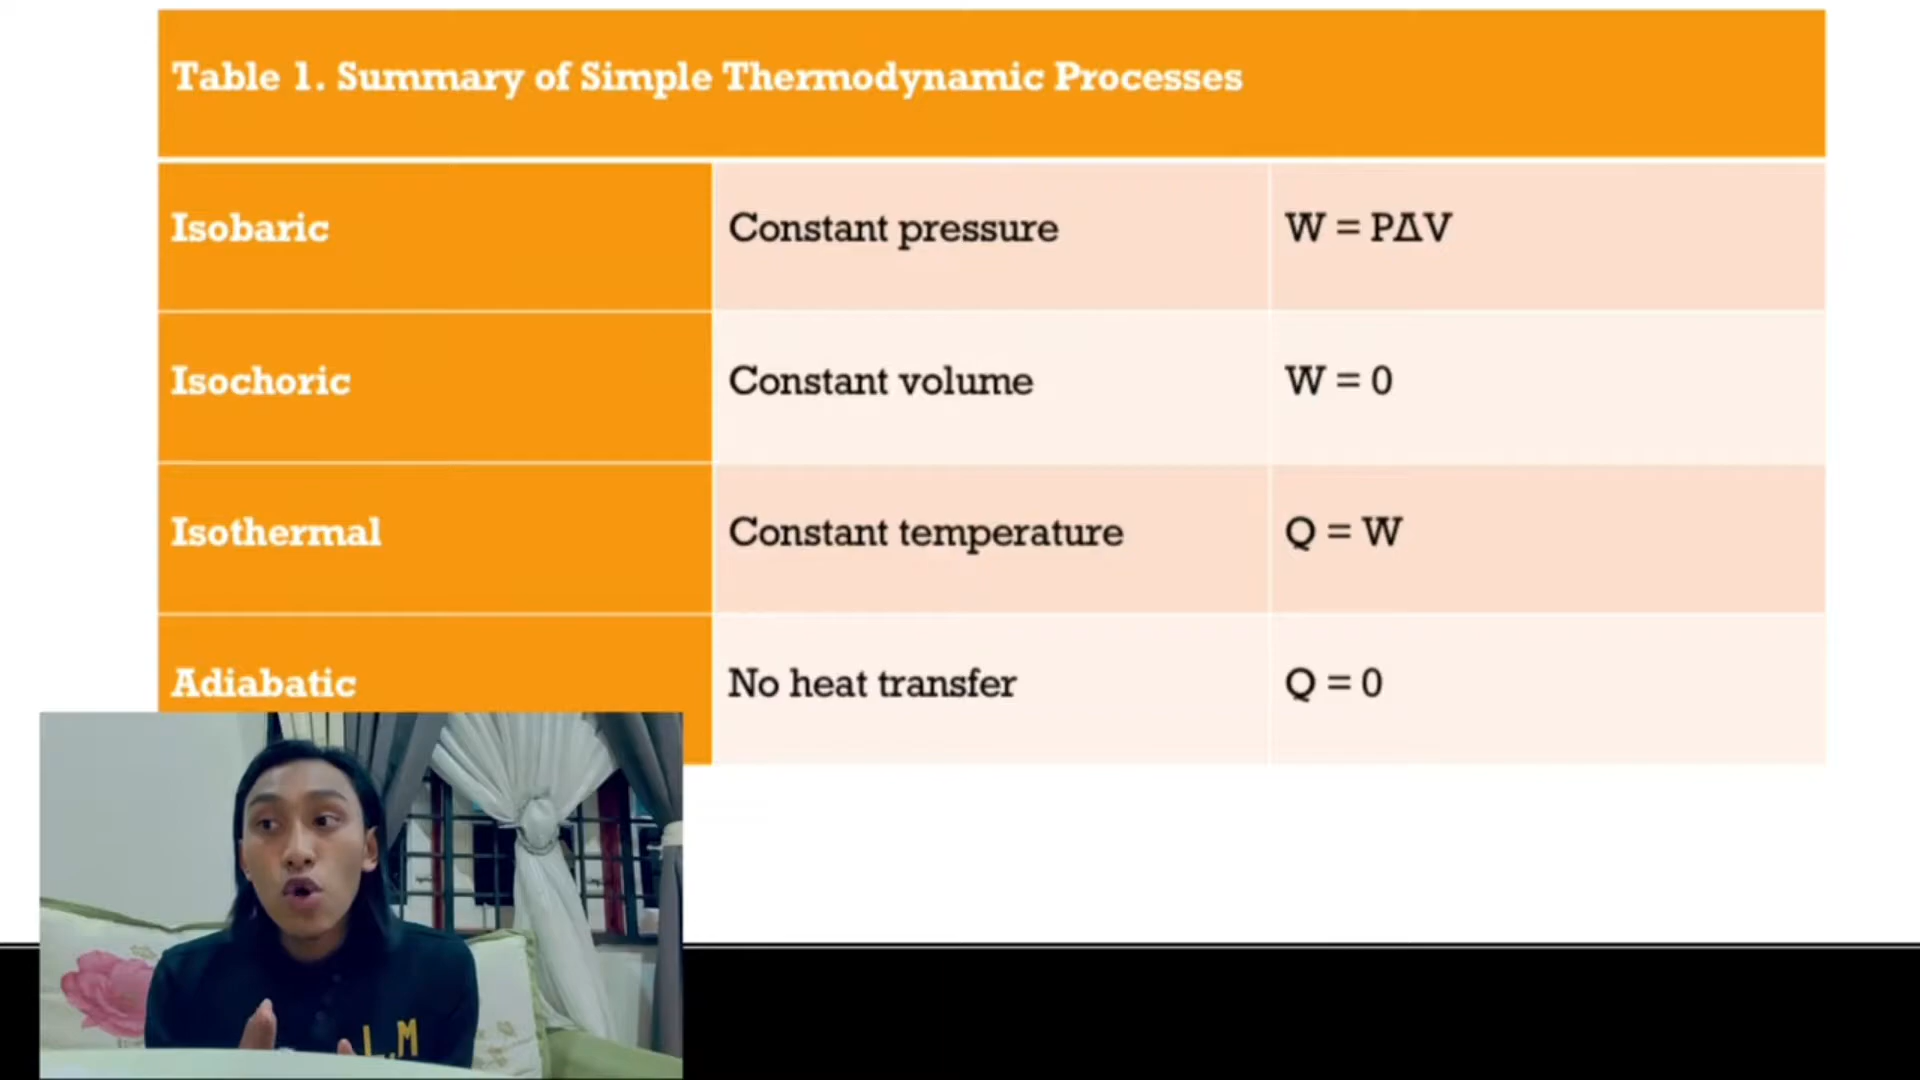 Table 1. Summary of Simple Thermodynamic Processes
Isobaric
Constant pressure
W = PΔV
Isochoric
Constant volume
W = 0
Isothermal
Constant temperature
Q = W
Adiabatic
No heat transfer
Q = 0
L.M